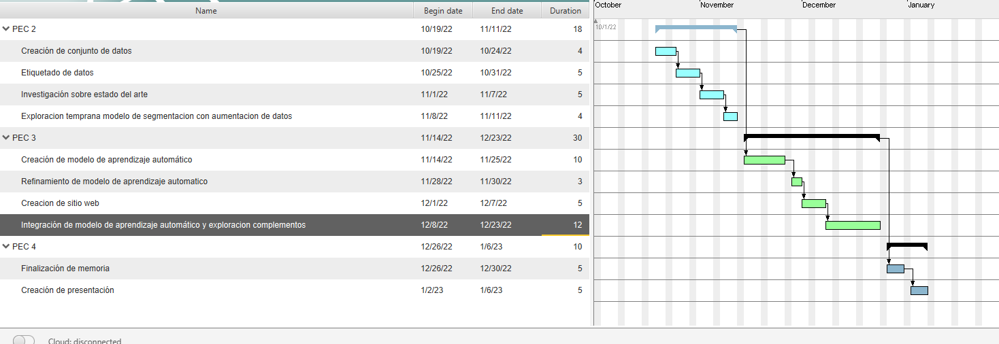 Name Begin date End date Duration October November December January
10/1/22
PEC 2 10/19/22 11/11/22 18
Creación de conjunto de datos 10/19/22 10/24/22 4
Etiquetado de datos 10/25/22 10/31/22 5
Investigación sobre estado del arte 11/1/22 11/7/22 5
Exploracion temprana modelo de segmentacion con aumentacion de datos 11/8/22 11/11/22 4
PEC 3 11/14/22 12/23/22 30
Creación de modelo de aprendizaje automático 11/14/22 11/25/22 10
Refinamiento de modelo de aprendizaje automatico 11/28/22 11/30/22 3
Creacion de sitio web 12/1/22 12/7/22 5
Integración de modelo de aprendizaje automático y exploracion complementos 12/8/22 12/23/22 12
PEC 4 12/26/22 1/6/23 10
Finalización de memoria 12/26/22 12/30/22 5
Creación de presentación 1/2/23 1/6/23 5
Cloud: disconnected